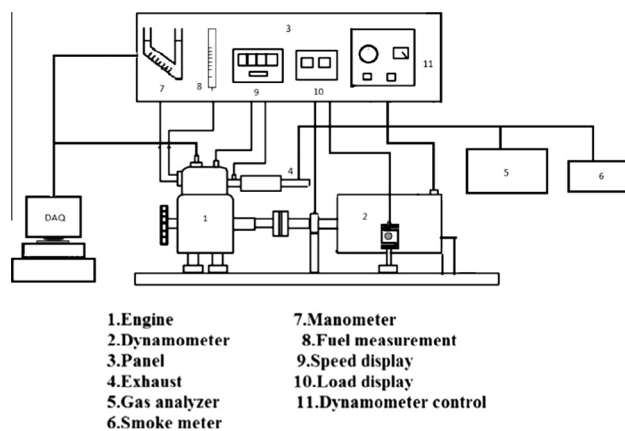 3
7
8
9
10
11
4
5
6
DAQ
1
2
1.Engine
2.Dynamometer
3.Panel
4.Exhaust
5.Gas analyzer
6.Smoke meter
7.Manometer
8.Fuel measurement
9.Speed display
10.Load display
11.Dynamometer control